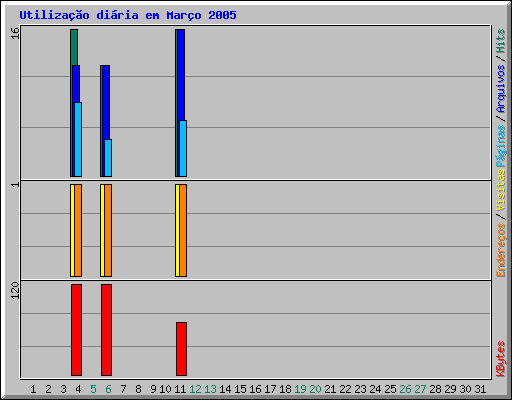 Utilização diária em Março 2005
16
1
120
Endereços / Visitas Páginas / Arquivos / Hits
KBytes
1 2 3 4 5 6 7 8 9 10 11 12 13 14 15 16 17 18 19 20 21 22 23 24 25 26 27 28 29 30 31